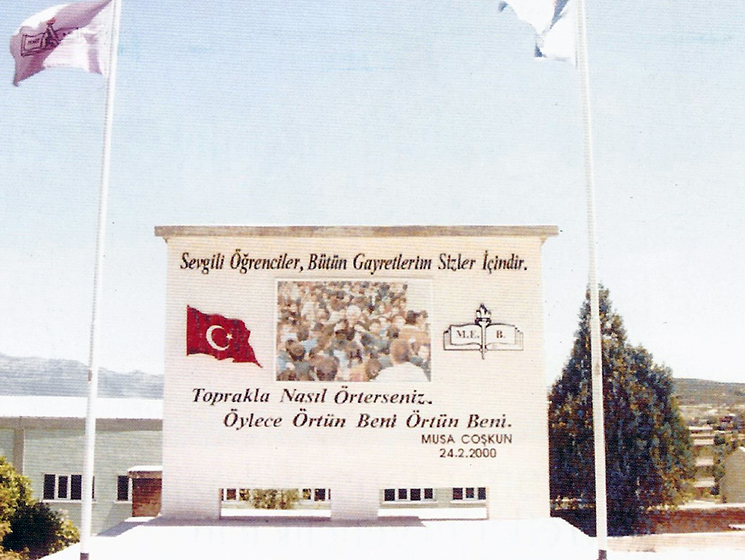 Sevgili Öğrenciler, Bütün Gayretlerim Sizler İçindir.
M.E. B.
Toprakla Nasıl Örterseniz.
Öylece Örtün Beni Örtün Beni.
MUSA COŞKUN
24.2.2000